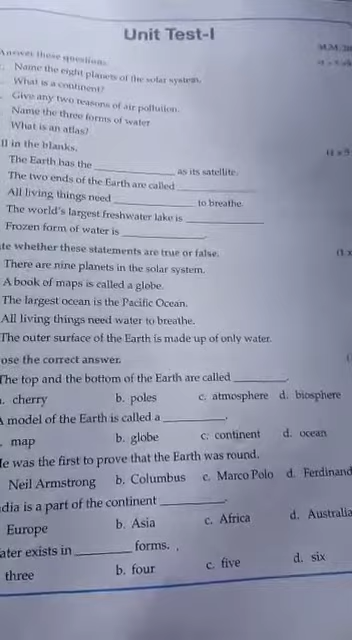 Unit Test-I
M.M.
Answer these questions.
Name the eight planets of the solar system.
What is a continent?
Give any two reasons of air pollution.
Name the three forms of water
What is an atlas?
ll in the blanks.
The Earth has the ____________ as its satellite.
The two ends of the Earth are called ____________
All living things need ____________ to breathe.
The world's largest freshwater lake is ____________
Frozen form of water is ____________.
te whether these statements are true or false.
There are nine planets in the solar system.
A book of maps is called a globe.
The largest ocean is the Pacific Ocean.
All living things need water to breathe.
The outer surface of the Earth is made up of only water.
ose the correct answer.
The top and the bottom of the Earth are called ________.
. cherry b. poles c. atmosphere d. biosphere
A model of the Earth is called a ________.
. map b. globe c. continent d. ocean
He was the first to prove that the Earth was round.
Neil Armstrong b. Columbus c. Marco Polo d. Ferdinand
dia is a part of the continent ________.
Europe b. Asia c. Africa d. Australia
ater exists in ________ forms.
three b. four c. five d. six